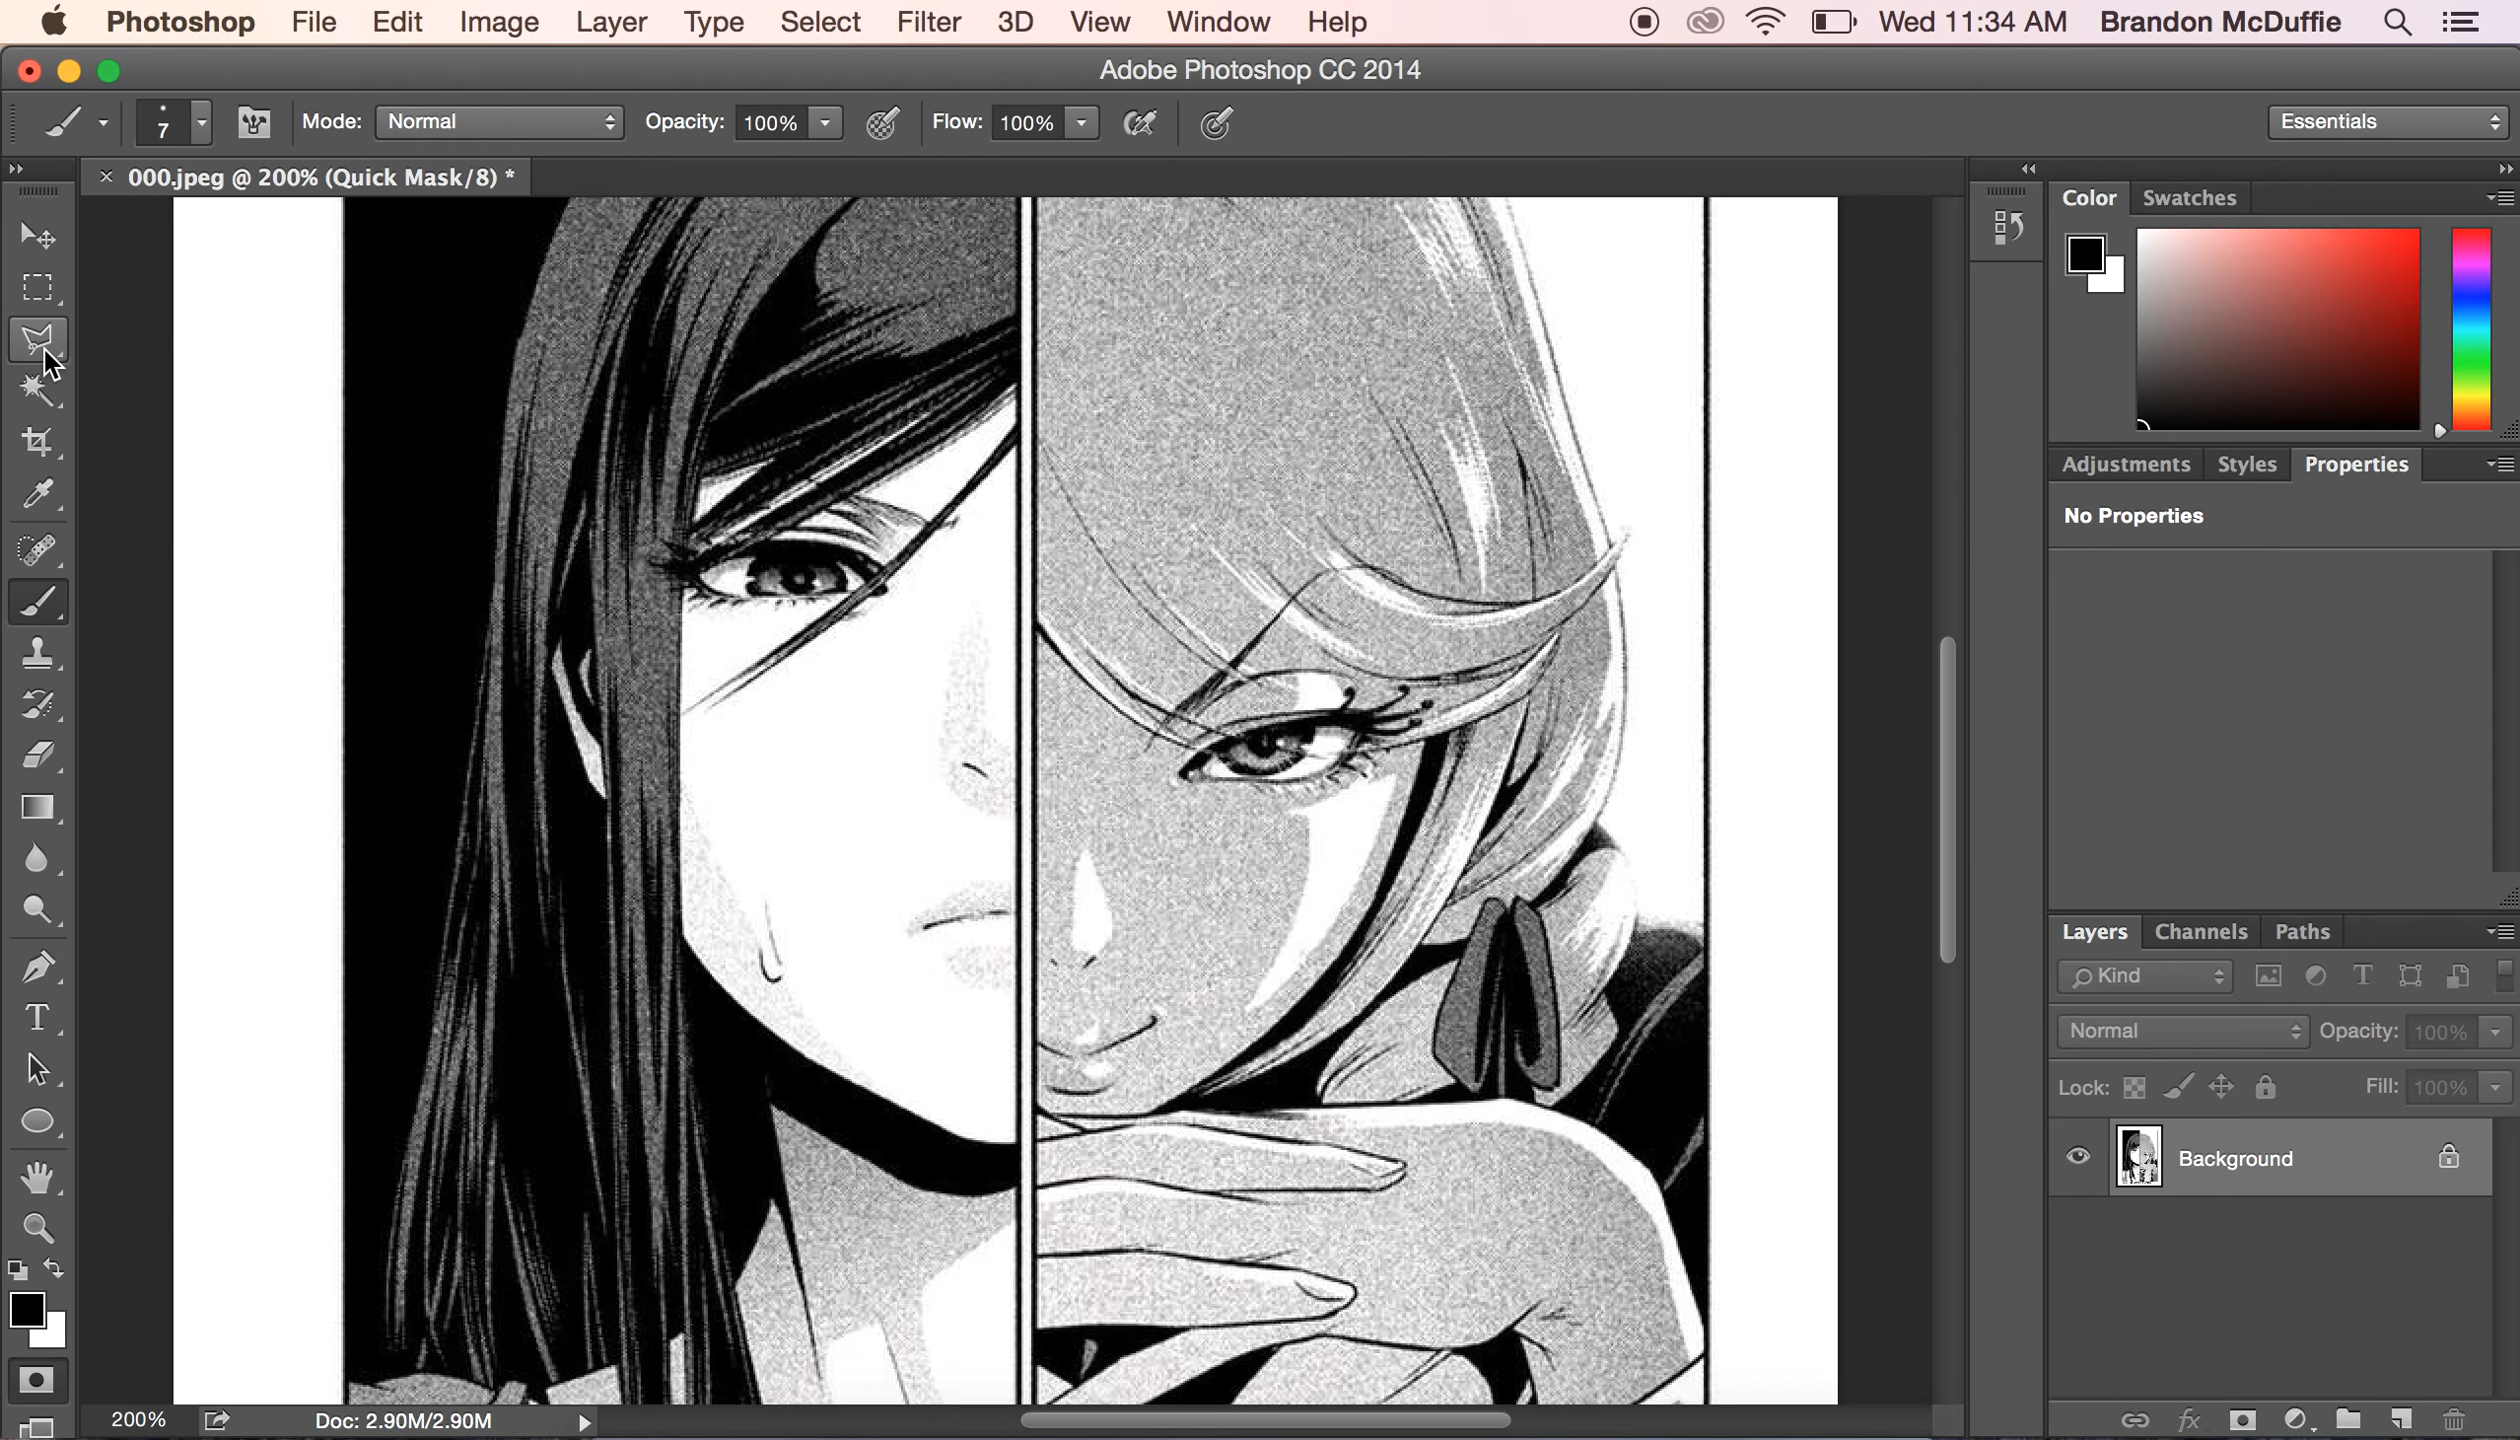 Photoshop File Edit Image Layer Type Select Filter 3D View Window Help Wed 11:34 AM Brandon McDuffie
Adobe Photoshop CC 2014
7 Mode: Normal Opacity: 100% Flow: 100% Essentials
000.jpeg @ 200% (Quick Mask/8) *
Color Swatches
Adjustments Styles Properties
No Properties
Layers Channels Paths
Kind
Normal Opacity: 100%
Lock: Fill: 100%
Background
200% Doc: 2.90M/2.90M